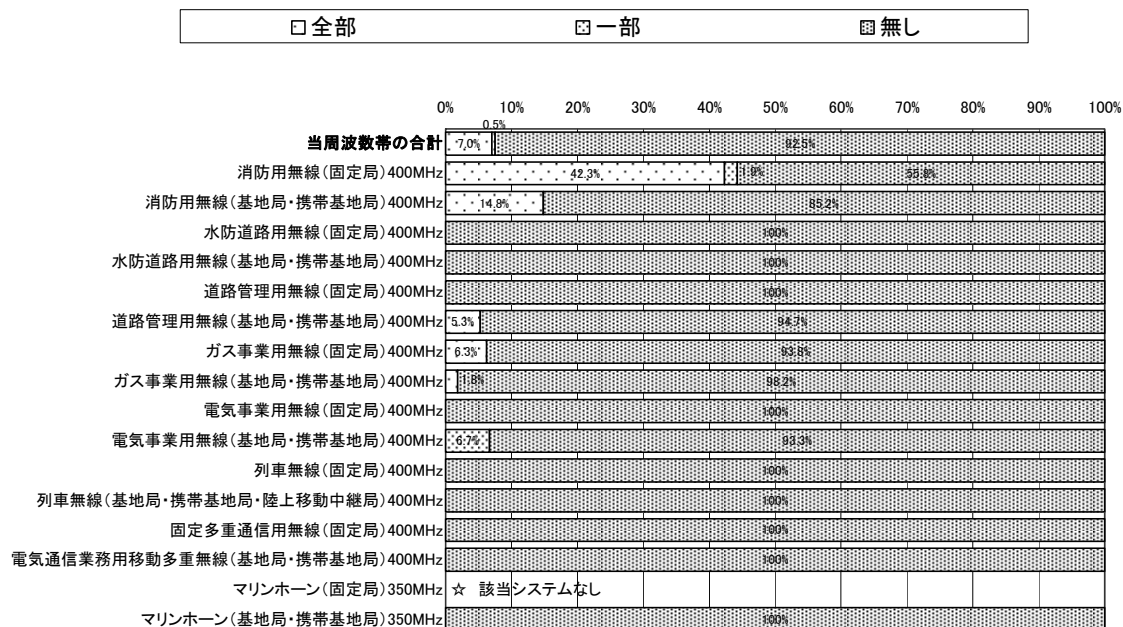 全部 一部 無し
0% 10% 20% 30% 40% 50% 60% 70% 80% 90% 100%
0.5%
当周波数帯の合計 7.0% 92.5%
消防用無線(固定局)400MHz 42.3% 1.9% 55.8%
消防用無線(基地局・携帯基地局)400MHz 14.8% 85.2%
水防道路用無線(固定局)400MHz 100%
水防道路用無線(基地局・携帯基地局)400MHz 100%
道路管理用無線(固定局)400MHz 100%
道路管理用無線(基地局・携帯基地局)400MHz 5.3% 94.7%
ガス事業用無線(固定局)400MHz 6.3% 93.8%
ガス事業用無線(基地局・携帯基地局)400MHz 1.8% 98.2%
電気事業用無線(固定局)400MHz 100%
電気事業用無線(基地局・携帯基地局)400MHz 6.7% 93.3%
列車無線(固定局)400MHz 100%
列車無線(基地局・携帯基地局・陸上移動中継局)400MHz 100%
固定多重通信用無線(固定局)400MHz 100%
電気通信業務用移動多重無線(基地局・携帯基地局)400MHz 100%
マリンホーン(固定局)350MHz ☆ 該当システムなし
マリンホーン(基地局・携帯基地局)350MHz 100%